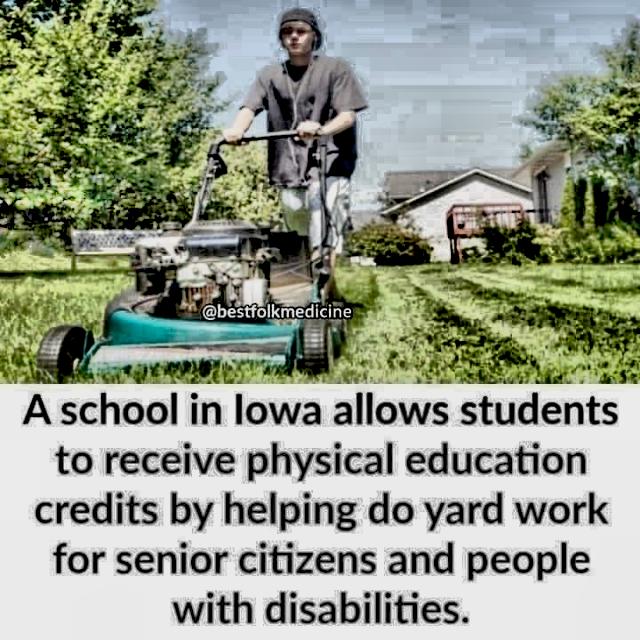 @bestfolkmedicine
A school in Iowa allows students
to receive physical education
credits by helping do yard work
for senior citizens and people
with disabilities.